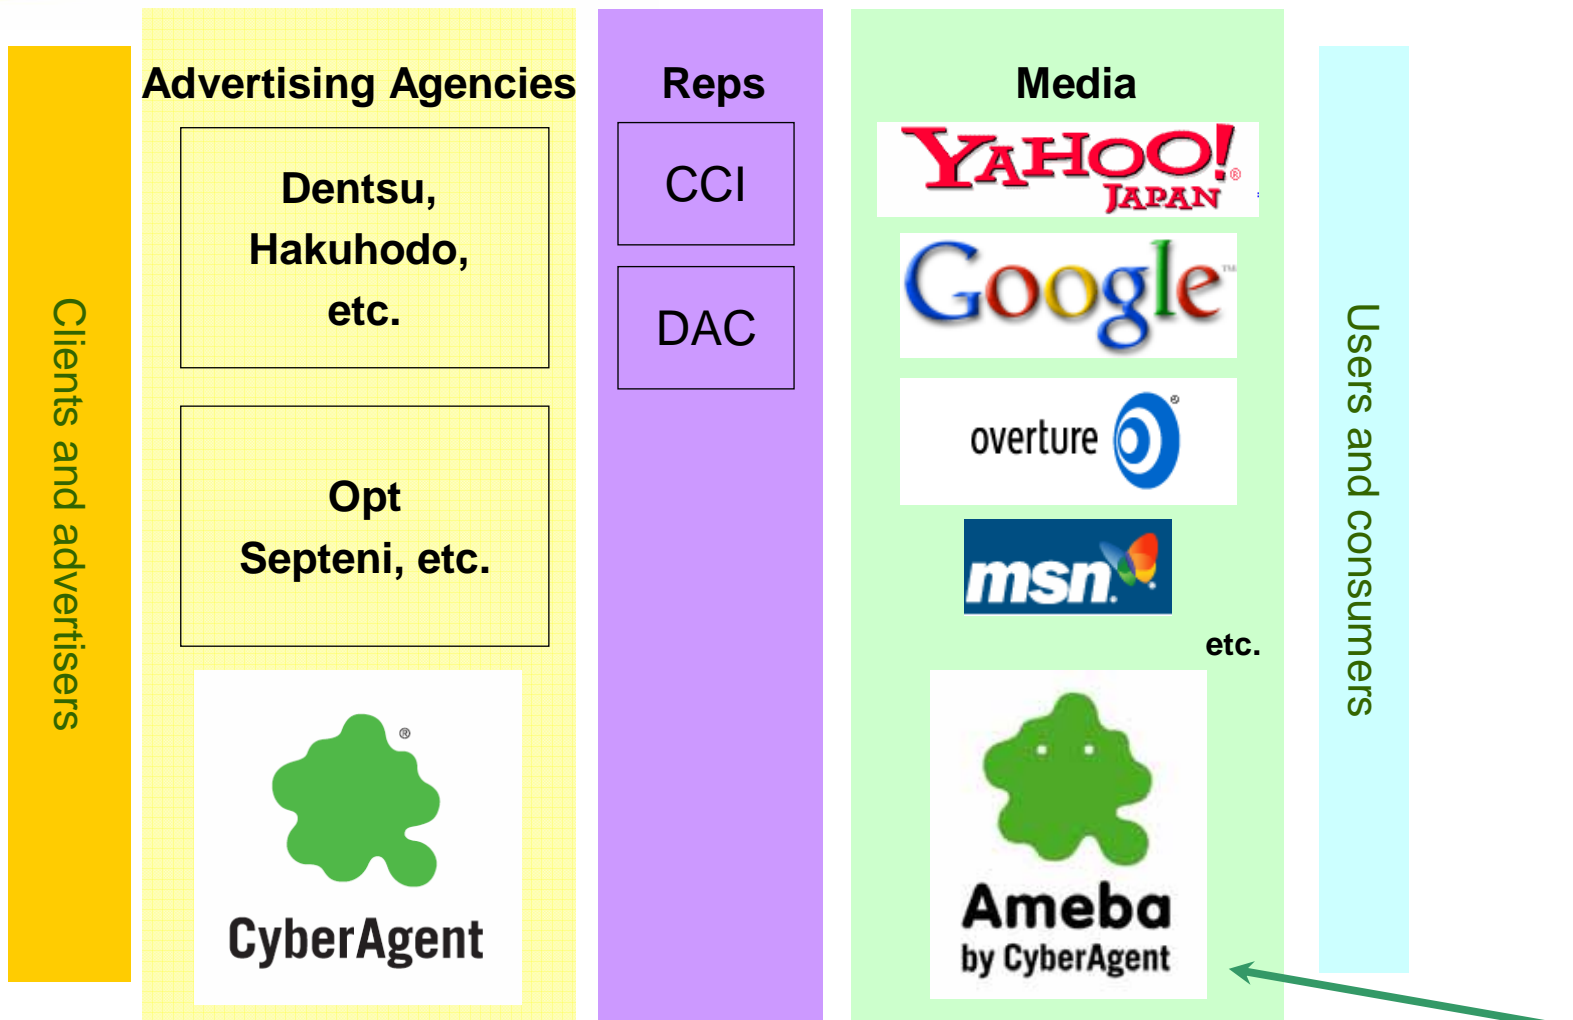 Clients and advertisers
Advertising Agencies
Dentsu,
Hakuhodo,
etc.
Opt
Septeni, etc.
®
CyberAgent
Reps
CCI
DAC
Media
YAHOO!®
JAPAN
Google™
overture ®
msn.
etc.
Ameba
by CyberAgent
Users and consumers